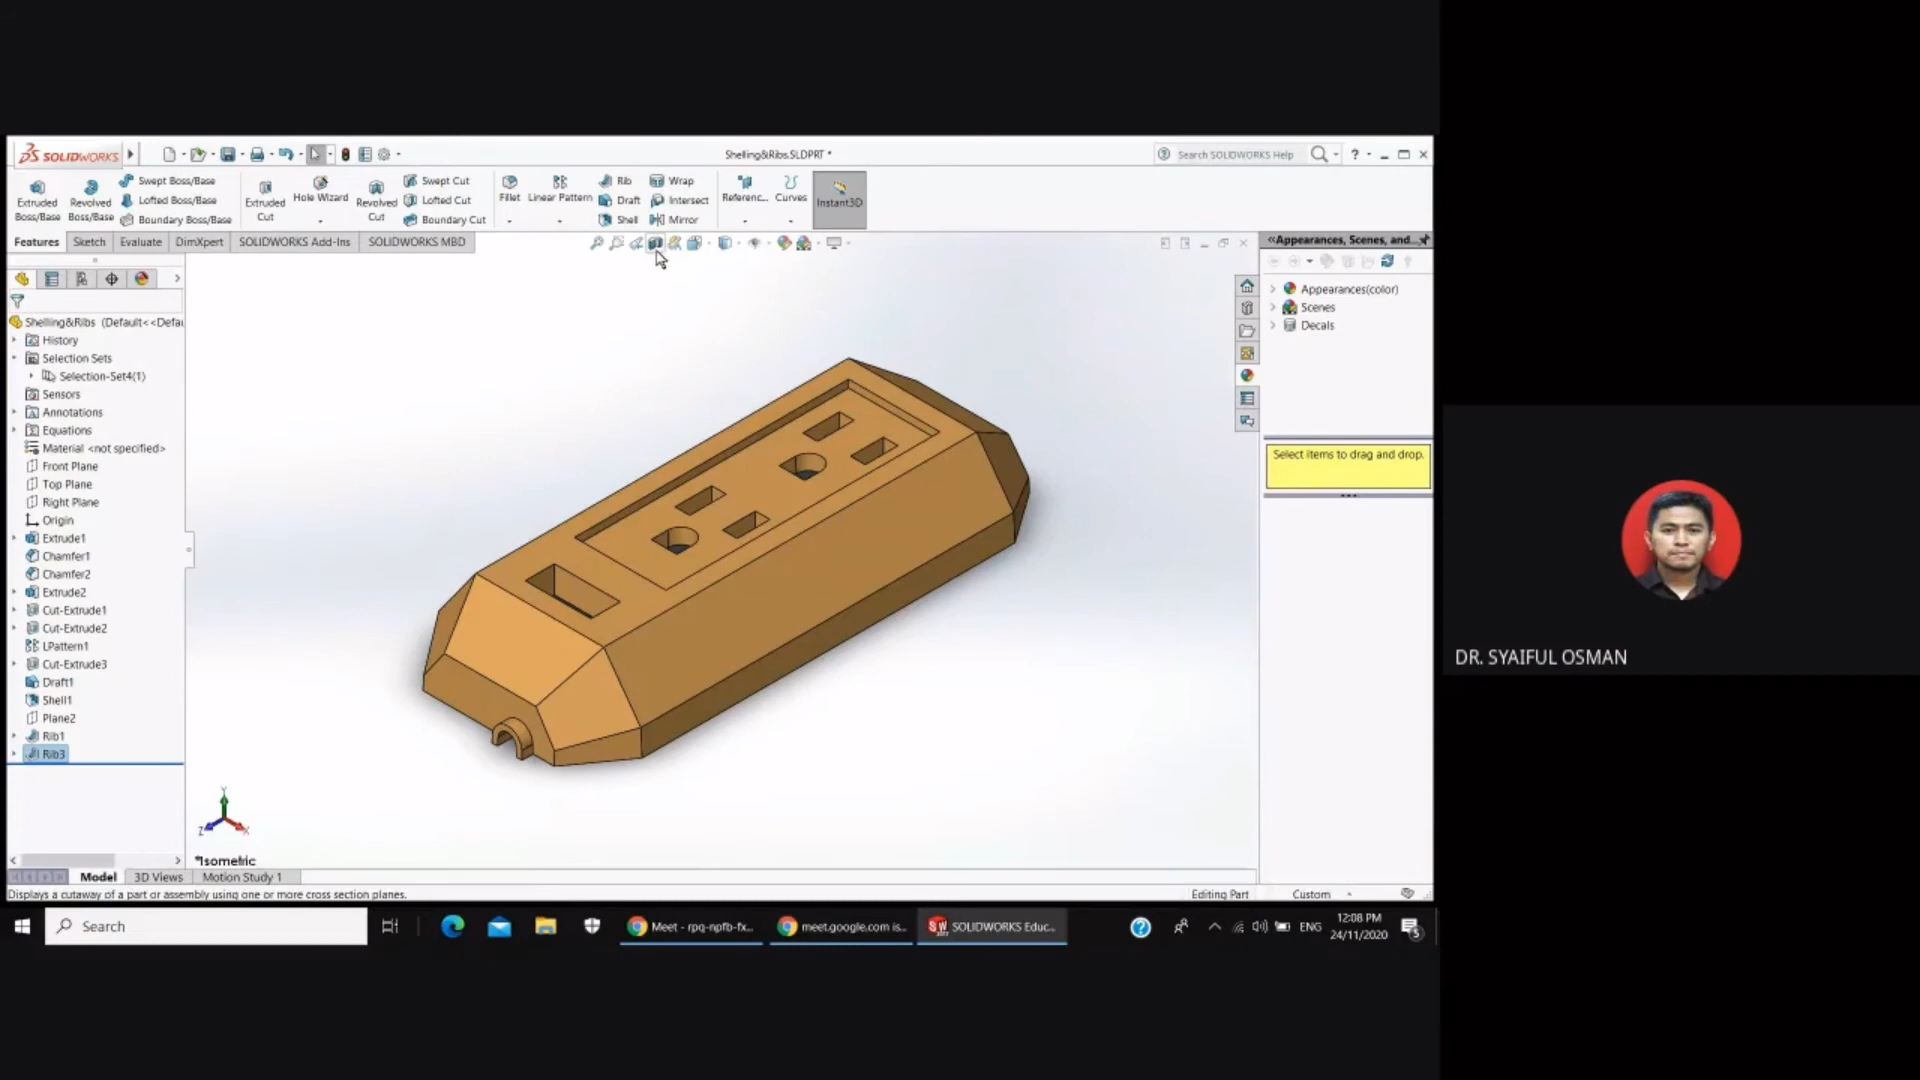 SOLIDWORKS
Shelling&Ribs.SLDPRT *
Search SOLIDWORKS Help
?
Extruded Boss/Base
Revolved Boss/Base
Swept Boss/Base
Lofted Boss/Base
Boundary Boss/Base
Extruded Cut
Hole Wizard
Revolved Cut
Swept Cut
Lofted Cut
Boundary Cut
Fillet
Linear Pattern
Rib
Draft
Shell
Wrap
Intersect
Mirror
Referenc...
Curves
Instant3D
Features
Sketch
Evaluate
DimXpert
SOLIDWORKS Add-Ins
SOLIDWORKS MBD
«Appearances, Scenes, and...
Appearances(color)
Scenes
Decals
Select items to drag and drop.
Shelling&Ribs (Default<<Defau
History
Selection Sets
Selection-Set4(1)
Sensors
Annotations
Equations
Material <not specified>
Front Plane
Top Plane
Right Plane
Origin
Extrude1
Chamfer1
Chamfer2
Extrude2
Cut-Extrude1
Cut-Extrude2
LPattern1
Cut-Extrude3
Draft1
Shell1
Plane2
Rib1
Rib3
Y
Z
X
*Isometric
Model
3D Views
Motion Study 1
Displays a cutaway of a part or assembly using one or more cross section planes.
Editing Part
Custom
Search
Meet - rpq-npfb-fx...
meet.google.com is...
SOLIDWORKS Educ...
ENG
12:08 PM
24/11/2020
5
DR. SYAIFUL OSMAN